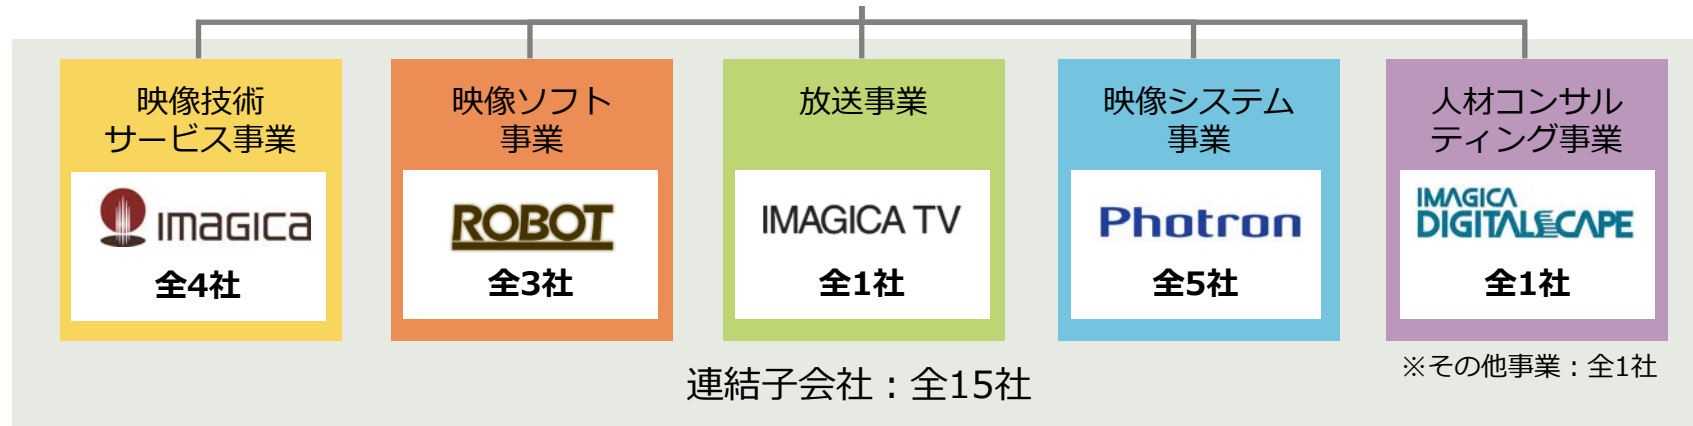 映像技術
サービス事業
IMAGICA
全4社
映像ソフト
事業
ROBOT
全3社
放送事業
IMAGICA TV
全1社
映像システム
事業
Photron
全5社
人材コンサル
ティング事業
IMAGICA
DIGITALSCAPE
全1社
※その他事業：全1社
連結子会社：全15社